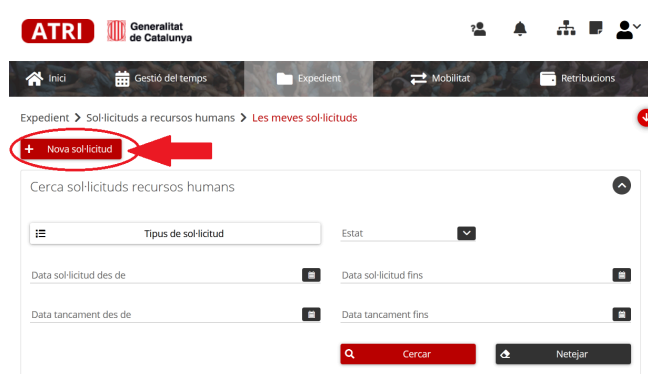 ATRI
Generalitat
de Catalunya
Inici
Gestió del temps
Expedient
Mobilitat
Retribucions
Expedient > Sol·licituds a recursos humans > Les meves sol·licituds
+ Nova sol·licitud
Cerca sol·licituds recursos humans
Tipus de sol·licitud
Estat
Data sol·licitud des de
Data sol·licitud fins
Data tancament des de
Data tancament fins
Cercar
Netejar